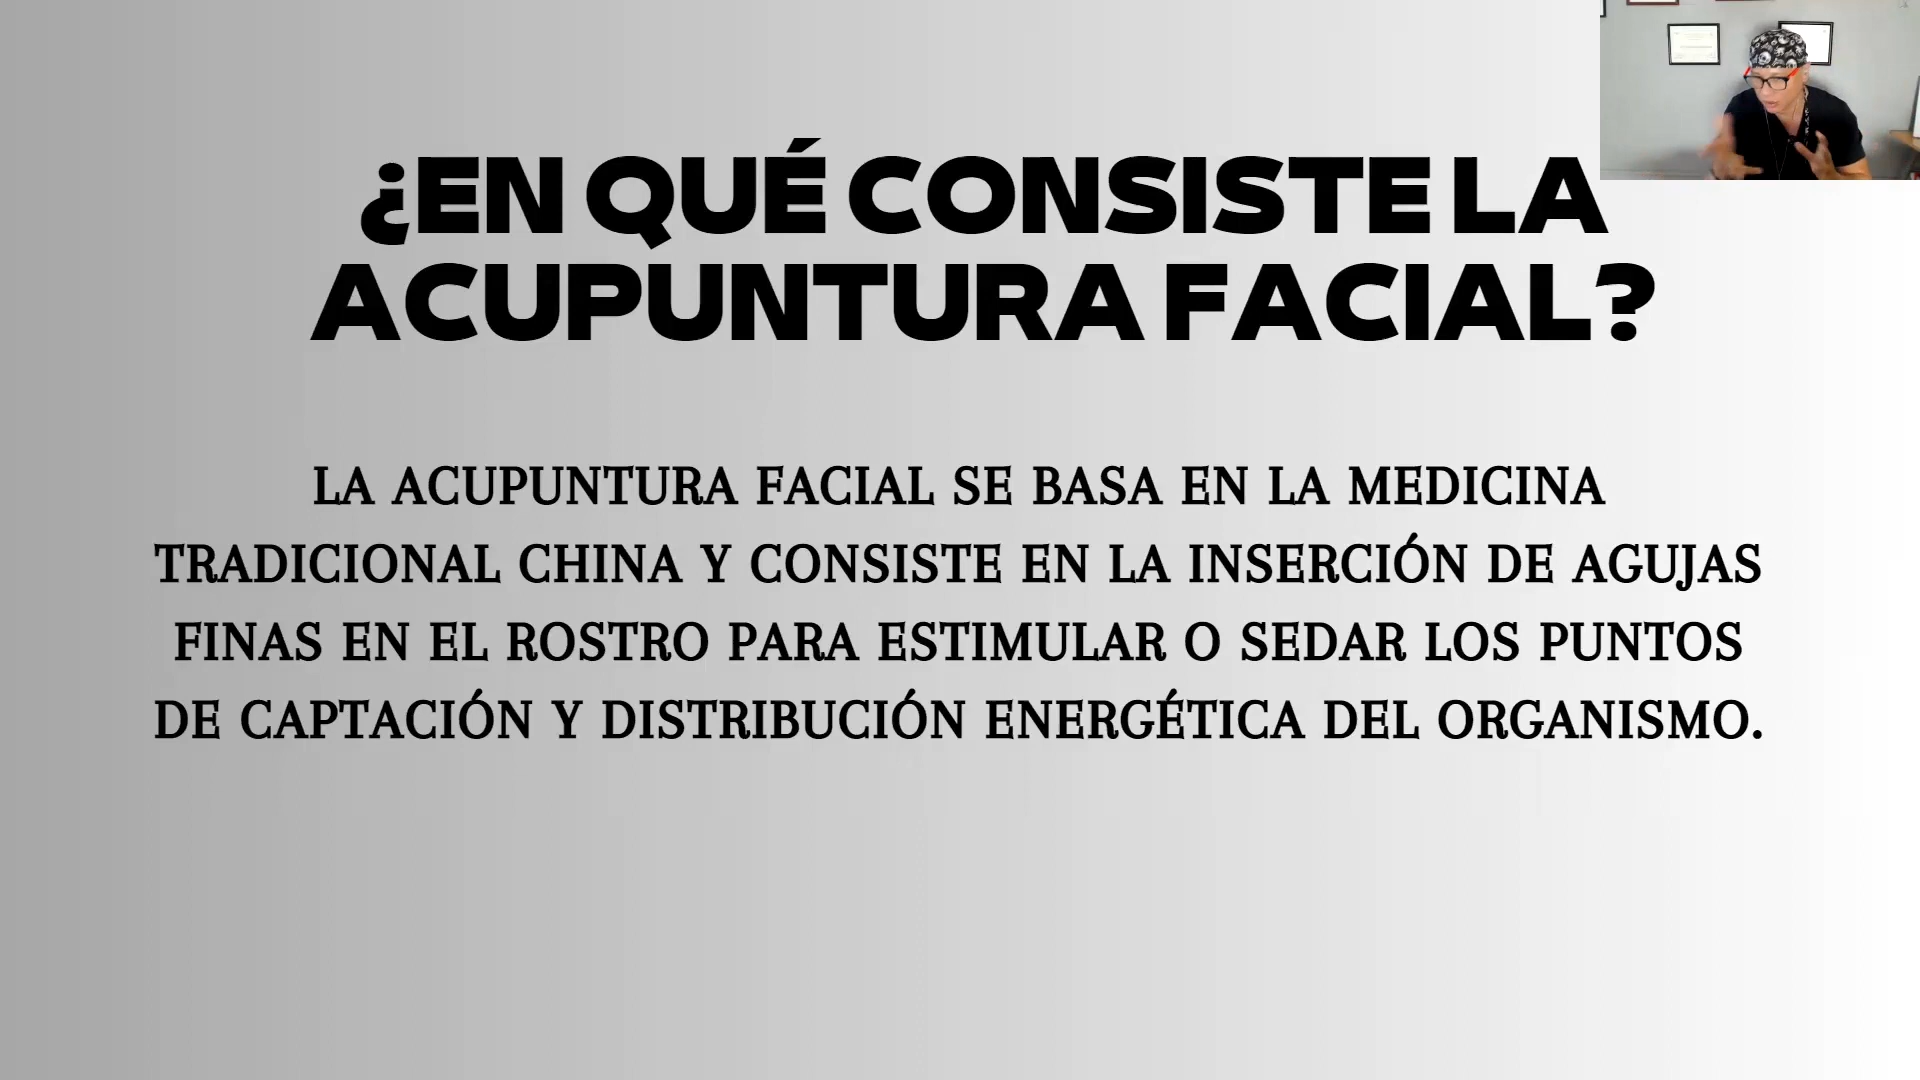 ¿EN QUÉ CONSISTE LA
ACUPUNTURA FACIAL?
LA ACUPUNTURA FACIAL SE BASA EN LA MEDICINA
TRADICIONAL CHINA Y CONSISTE EN LA INSERCIÓN DE AGUJAS
FINAS EN EL ROSTRO PARA ESTIMULAR O SEDAR LOS PUNTOS
DE CAPTACIÓN Y DISTRIBUCIÓN ENERGÉTICA DEL ORGANISMO.